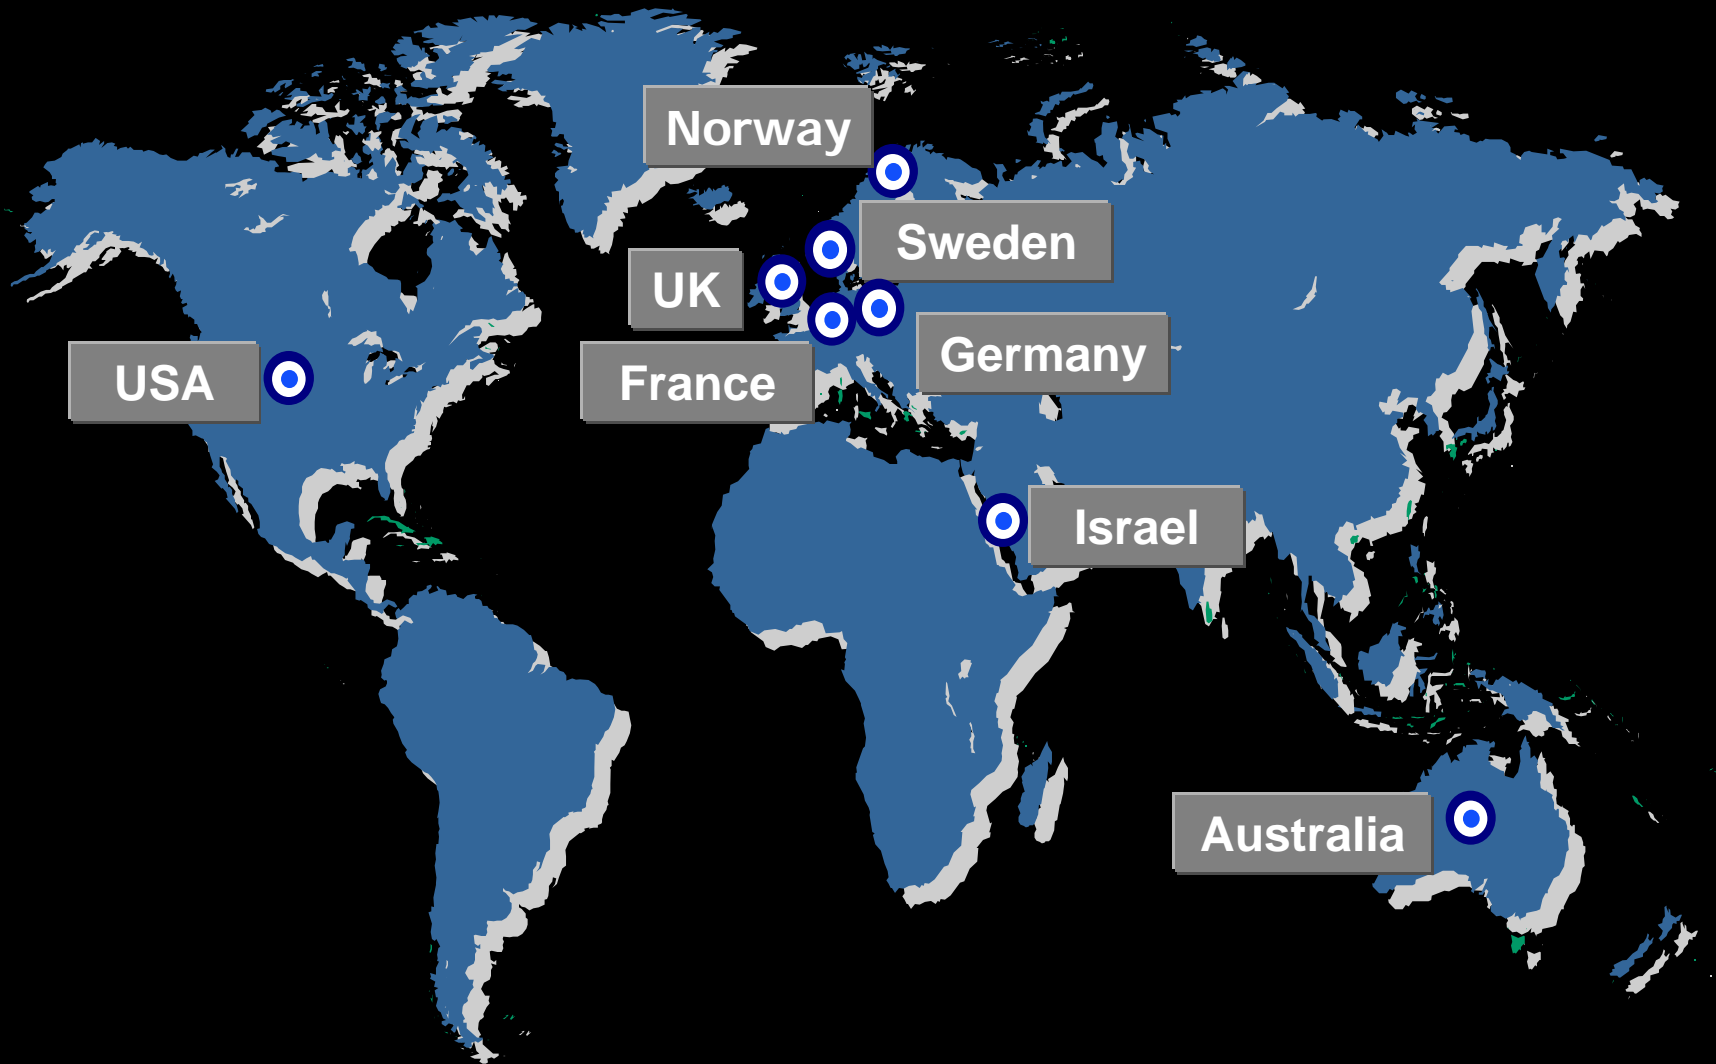 Norway
Sweden
UK
Germany
USA
France
Israel
Australia